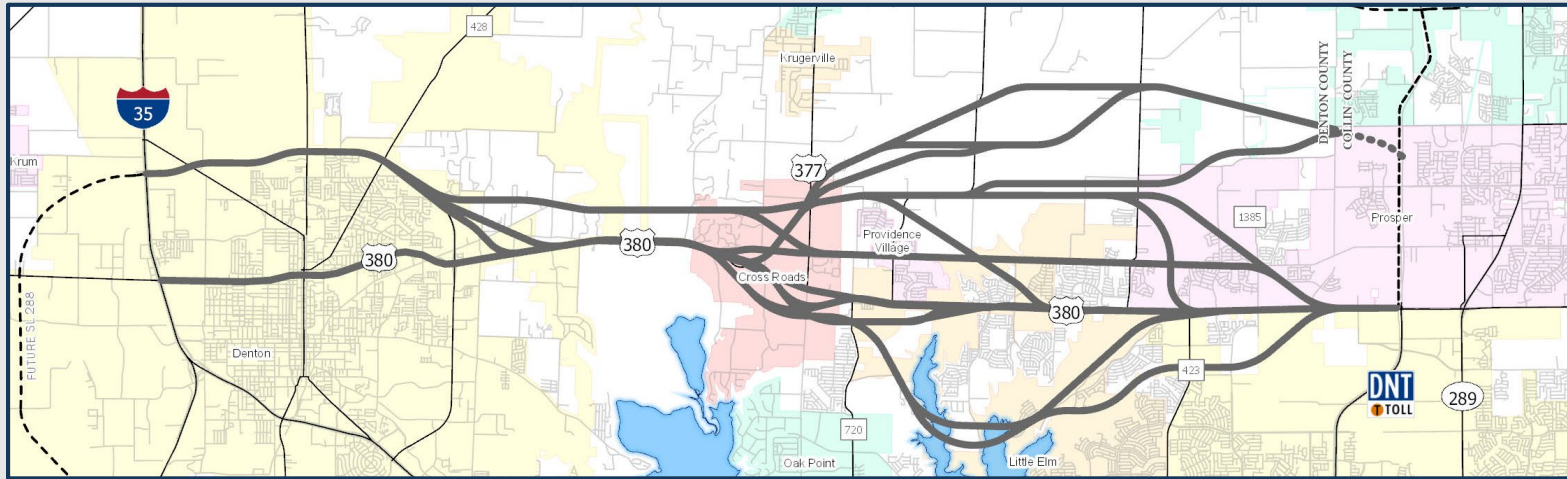 428
Krugerville
35
DENTON COUNTY
COLLIN COUNTY
Krum
377
1385
Prosper
Providence
Village
380
380
Cross Roads
FUTURE SL 288
380
Denton
423
DNT
T TOLL
289
720
Oak Point
Little Elm